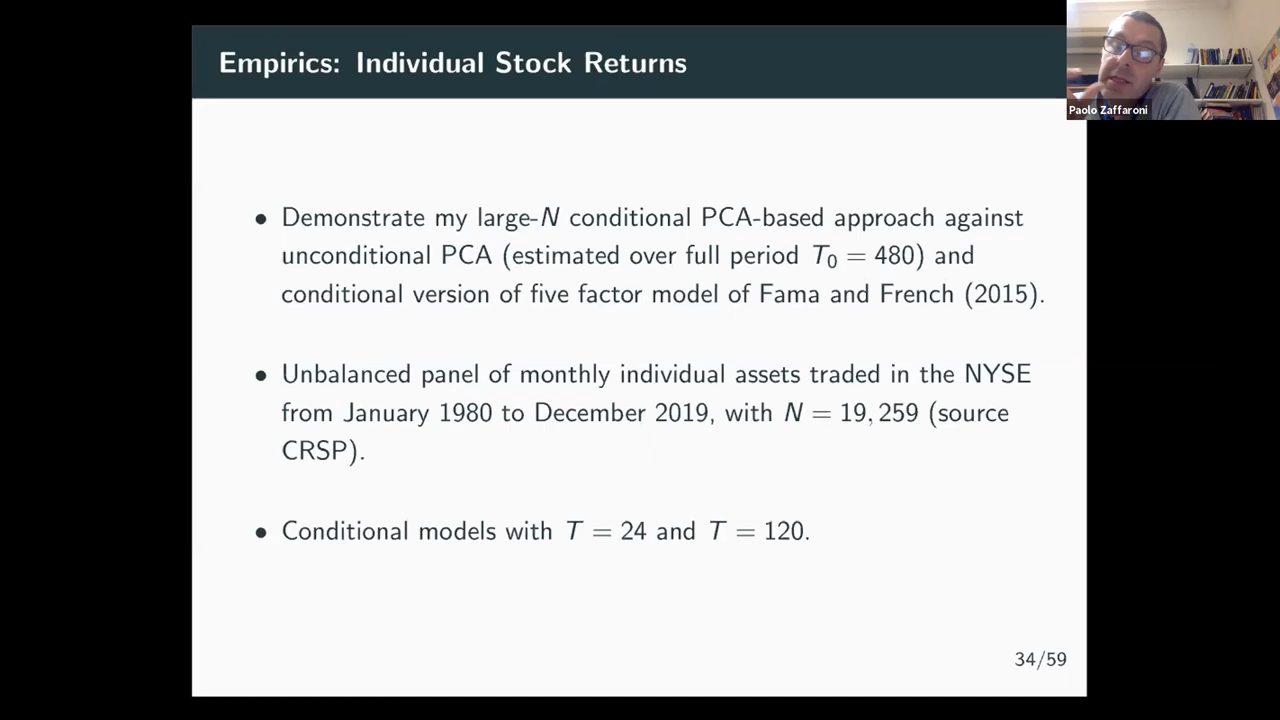 Empirics: Individual Stock Returns
Paolo Zaffaroni
• Demonstrate my large-N conditional PCA-based approach against
unconditional PCA (estimated over full period T₀ = 480) and
conditional version of five factor model of Fama and French (2015).
• Unbalanced panel of monthly individual assets traded in the NYSE
from January 1980 to December 2019, with N = 19, 259 (source
CRSP).
• Conditional models with T = 24 and T = 120.
34/59